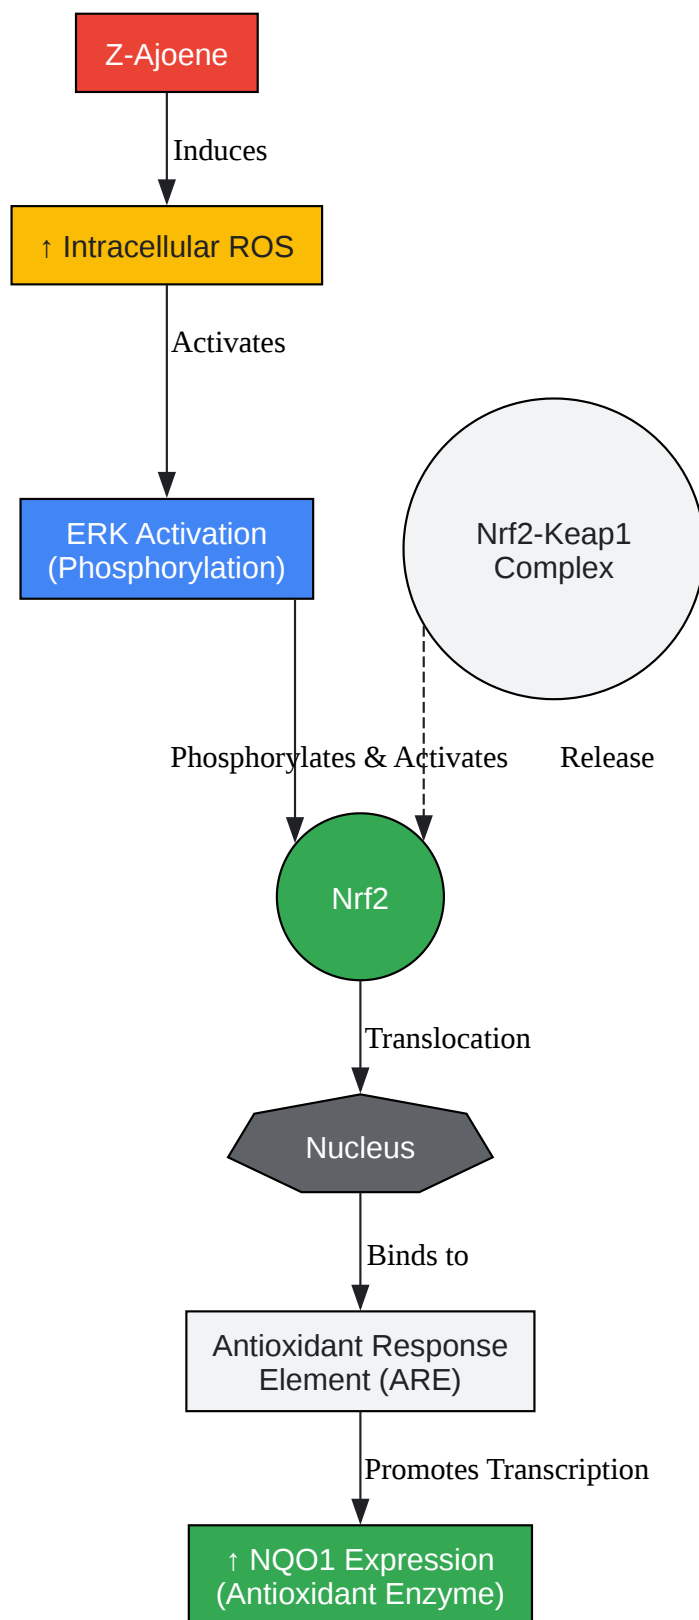 Z-Ajoene
Induces
↑ Intracellular ROS
Activates
ERK Activation
(Phosphorylation)
Nrf2-Keap1
Complex
Phosphorylates & Activates
Release
Nrf2
Translocation
Nucleus
Binds to
Antioxidant Response
Element (ARE)
Promotes Transcription
↑ NQO1 Expression
(Antioxidant Enzyme)